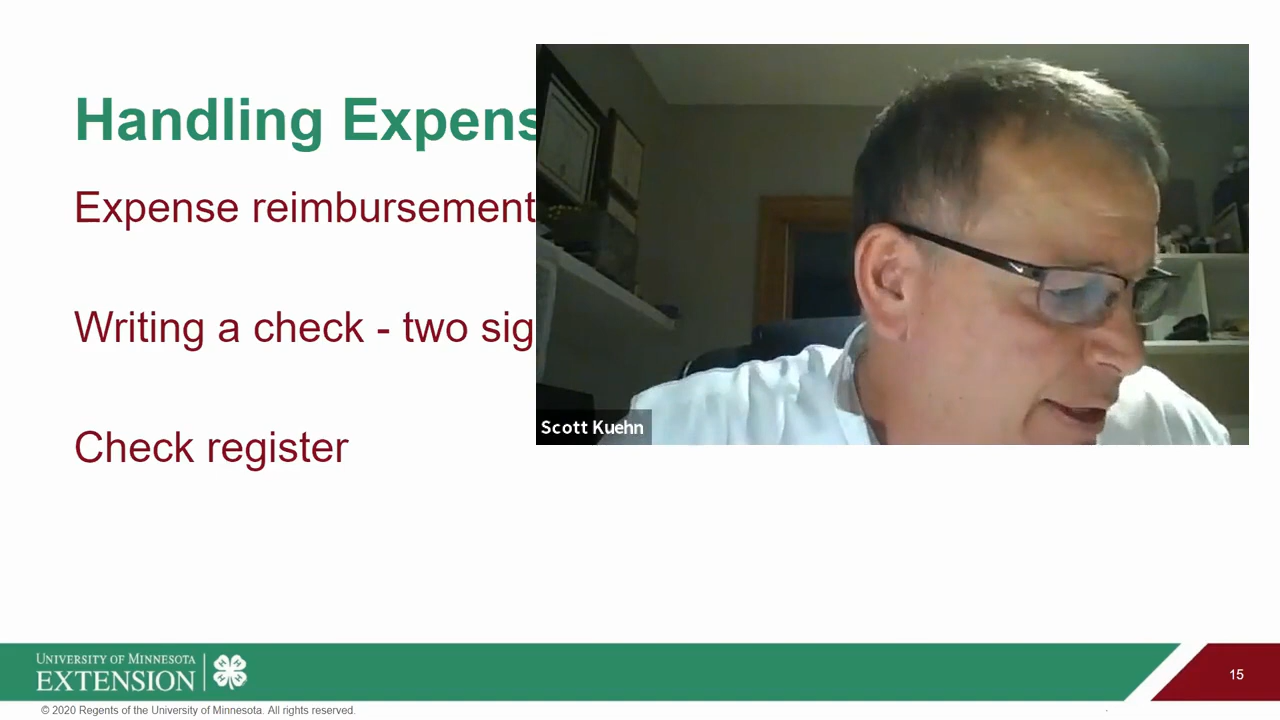 Handling Expens
Expense reimbursement
Writing a check - two sig
Check register
Scott Kuehn
UNIVERSITY OF MINNESOTA
EXTENSION
15
© 2020 Regents of the University of Minnesota. All rights reserved.